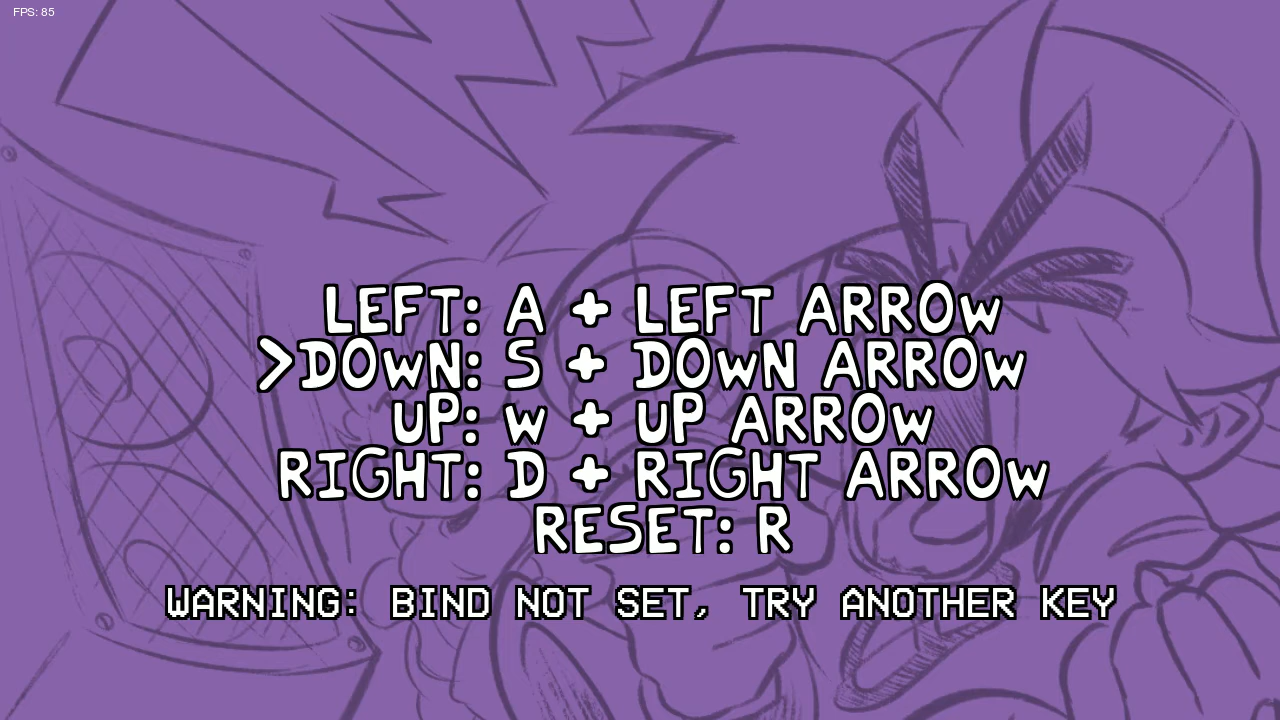 FPS: 85
LEFT: A + LEFT ARROW
>DOWN: S + DOWN ARROW
UP: W + UP ARROW
RIGHT: D + RIGHT ARROW
RESET: R
WARNING: BIND NOT SET, TRY ANOTHER KEY